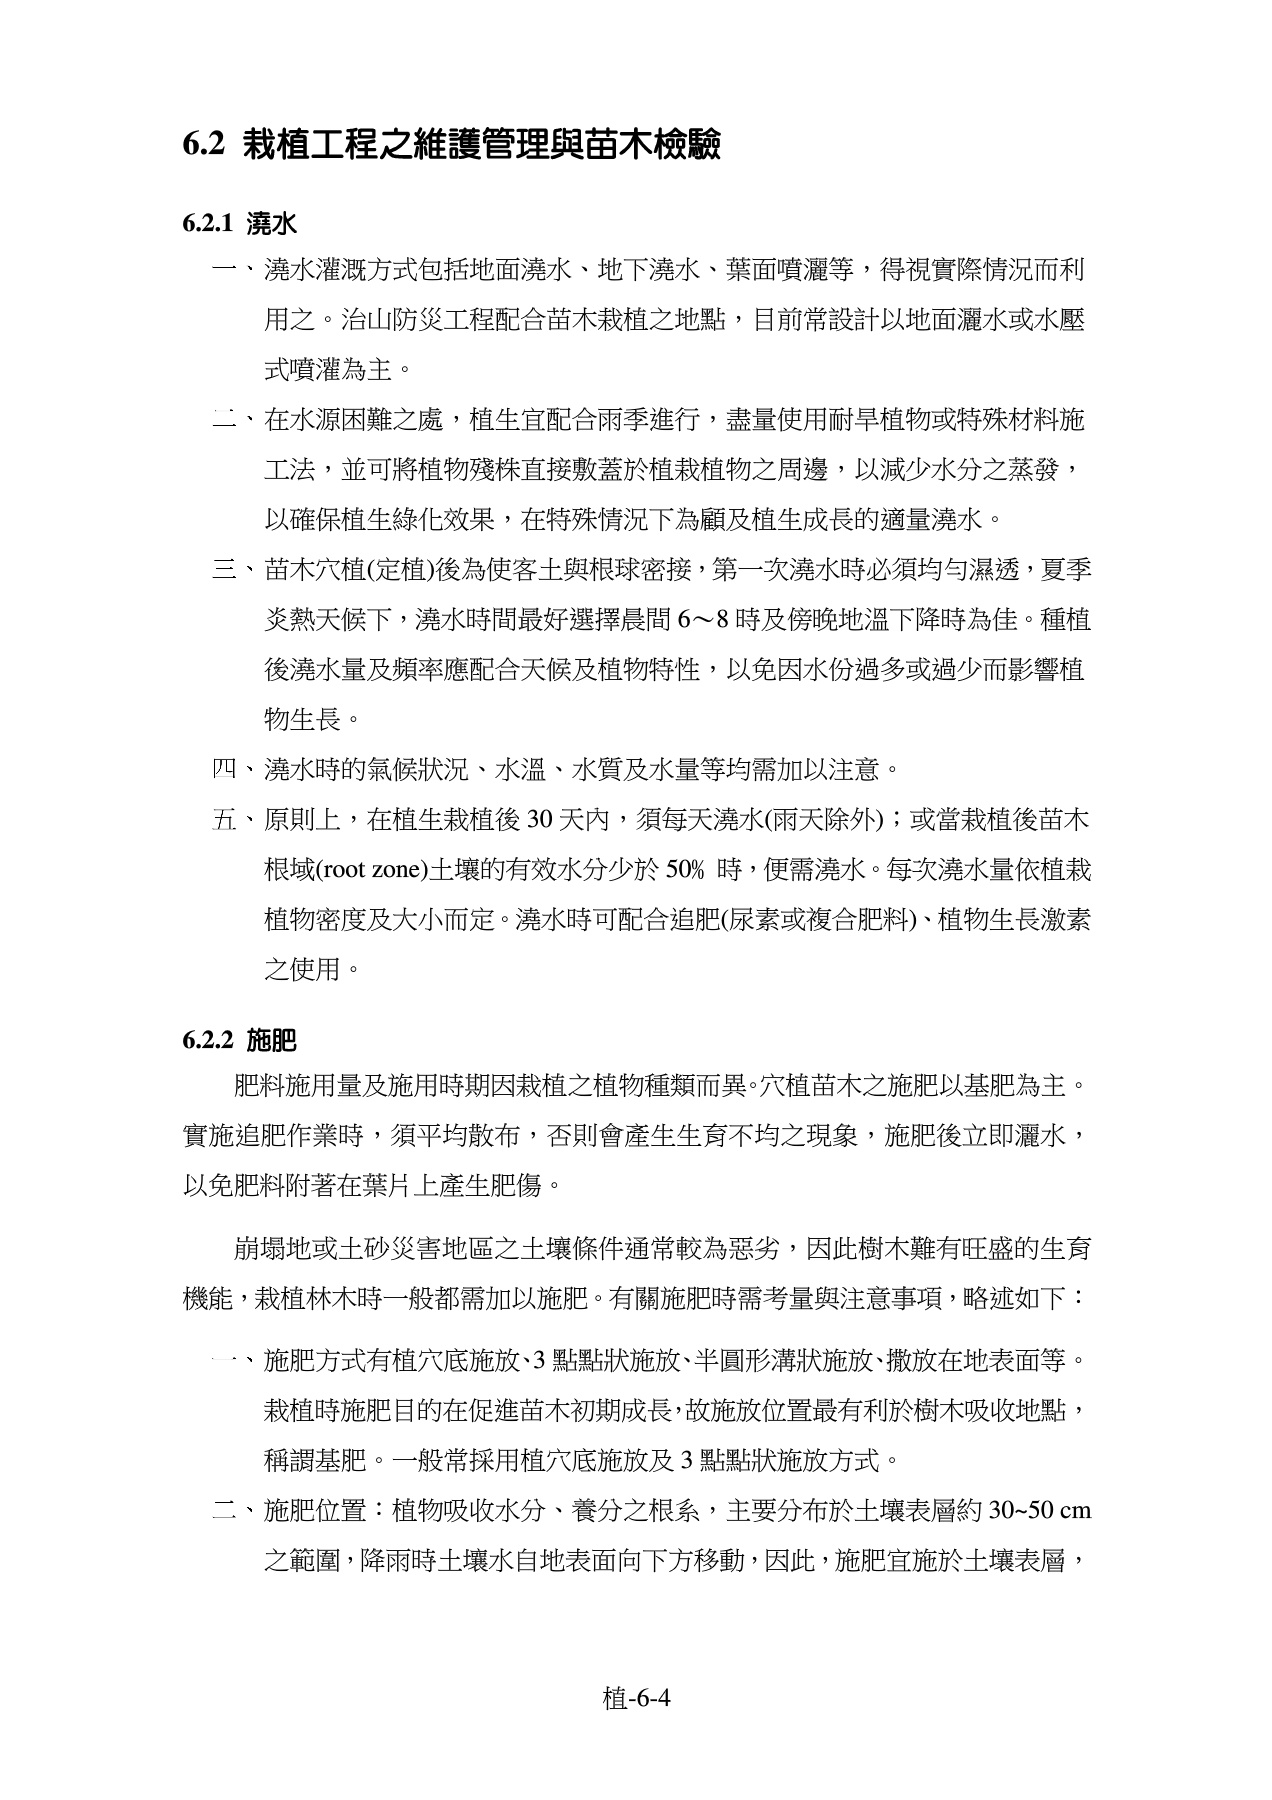 6.2 栽植工程之維護管理與苗木檢驗
6.2.1 澆水
一、澆水灌溉方式包括地面澆水、地下澆水、葉面噴灑等，得視實際情況而利
用之。治山防災工程配合苗木栽植之地點，目前常設計以地面灑水或水壓
式噴灌為主。
二、在水源困難之處，植生宜配合雨季進行，盡量使用耐旱植物或特殊材料施
工法，並可將植物殘株直接敷蓋於植栽植物之周邊，以減少水分之蒸發，
以確保植生綠化效果，在特殊情況下為顧及植生成長的適量澆水。
三、苗木穴植(定植)後為使客土與根球密接，第一次澆水時必須均勻濕透，夏季
炎熱天候下，澆水時間最好選擇晨間 6～8 時及傍晚地溫下降時為佳。種植
後澆水量及頻率應配合天候及植物特性，以免因水份過多或過少而影響植
物生長。
四、澆水時的氣候狀況、水溫、水質及水量等均需加以注意。
五、原則上，在植生栽植後 30 天內，須每天澆水(雨天除外)；或當栽植後苗木
根域(root zone)土壤的有效水分少於 50% 時，便需澆水。每次澆水量依植栽
植物密度及大小而定。澆水時可配合追肥(尿素或複合肥料)、植物生長激素
之使用。
6.2.2 施肥
肥料施用量及施用時期因栽植之植物種類而異。穴植苗木之施肥以基肥為主。
實施追肥作業時，須平均散布，否則會產生生育不均之現象，施肥後立即灑水，
以免肥料附著在葉片上產生肥傷。
崩塌地或土砂災害地區之土壤條件通常較為惡劣，因此樹木難有旺盛的生育
機能，栽植林木時一般都需加以施肥。有關施肥時需考量與注意事項，略述如下：
一、施肥方式有植穴底施放、3 點點狀施放、半圓形溝狀施放、撒放在地表面等。
栽植時施肥目的在促進苗木初期成長，故施放位置最有利於樹木吸收地點，
稱謂基肥。一般常採用植穴底施放及 3 點點狀施放方式。
二、施肥位置：植物吸收水分、養分之根系，主要分布於土壤表層約 30~50 cm
之範圍，降雨時土壤水自地表面向下方移動，因此，施肥宜施於土壤表層，
植-6-4